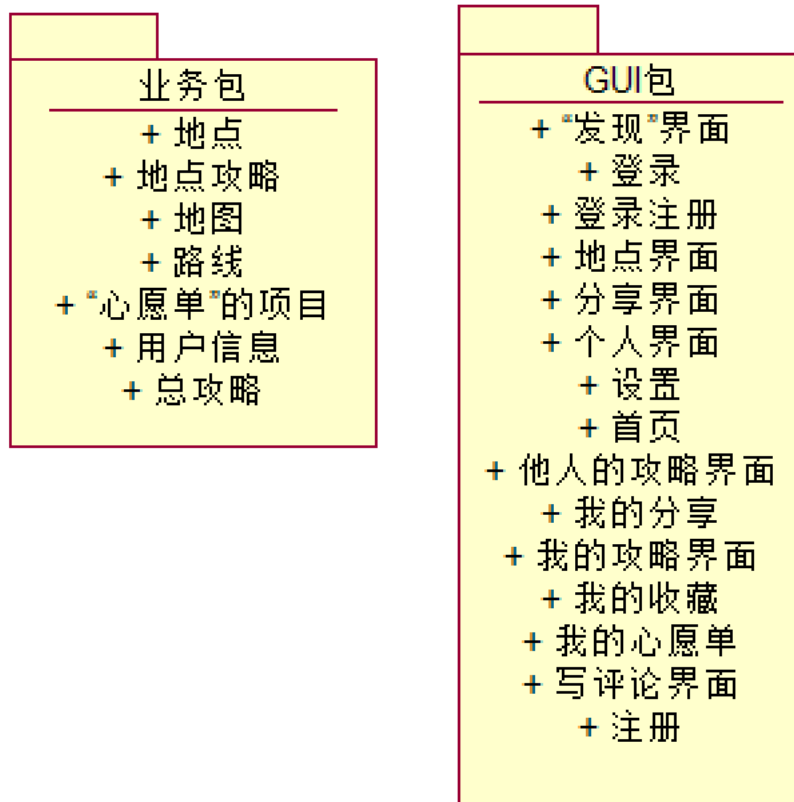 业务包
+ 地点
+ 地点攻略
+ 地图
+ 路线
+ “心愿单”的项目
+ 用户信息
+ 总攻略
GUI包
+ “发现”界面
+ 登录
+ 登录注册
+ 地点界面
+ 分享界面
+ 个人界面
+ 设置
+ 首页
+ 他人的攻略界面
+ 我的分享
+ 我的攻略界面
+ 我的收藏
+ 我的心愿单
+ 写评论界面
+ 注册